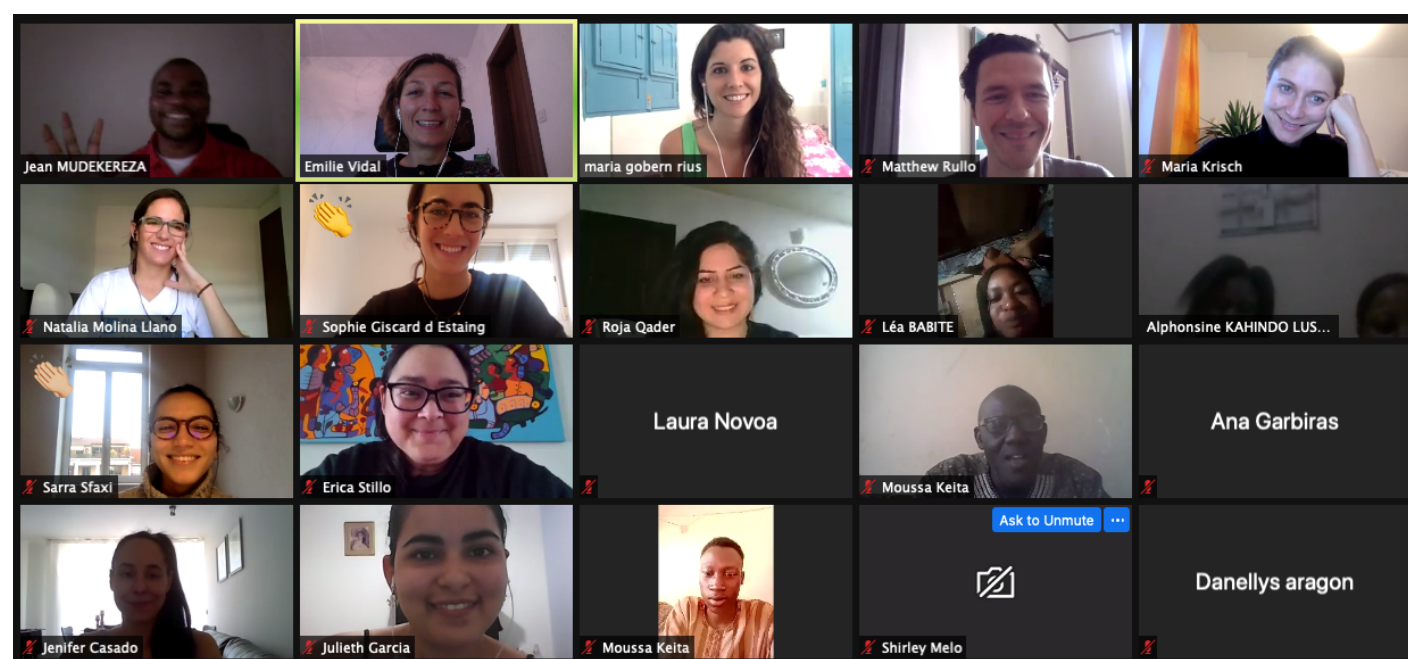 Jean MUDEKEREZA
Emilie Vidal
maria gobern rius
Matthew Rullo
Maria Krisch
Natalia Molina Llano
Sophie Giscard d Estaing
Roja Qader
Léa BABITE
Alphonsine KAHINDO LUS...
Sarra Sfaxi
Erica Stillo
Laura Novoa
Moussa Keita
Ana Garbiras
Jenifer Casado
Julieth Garcia
Moussa Keita
Ask to Unmute ...
Shirley Melo
Danellys aragon